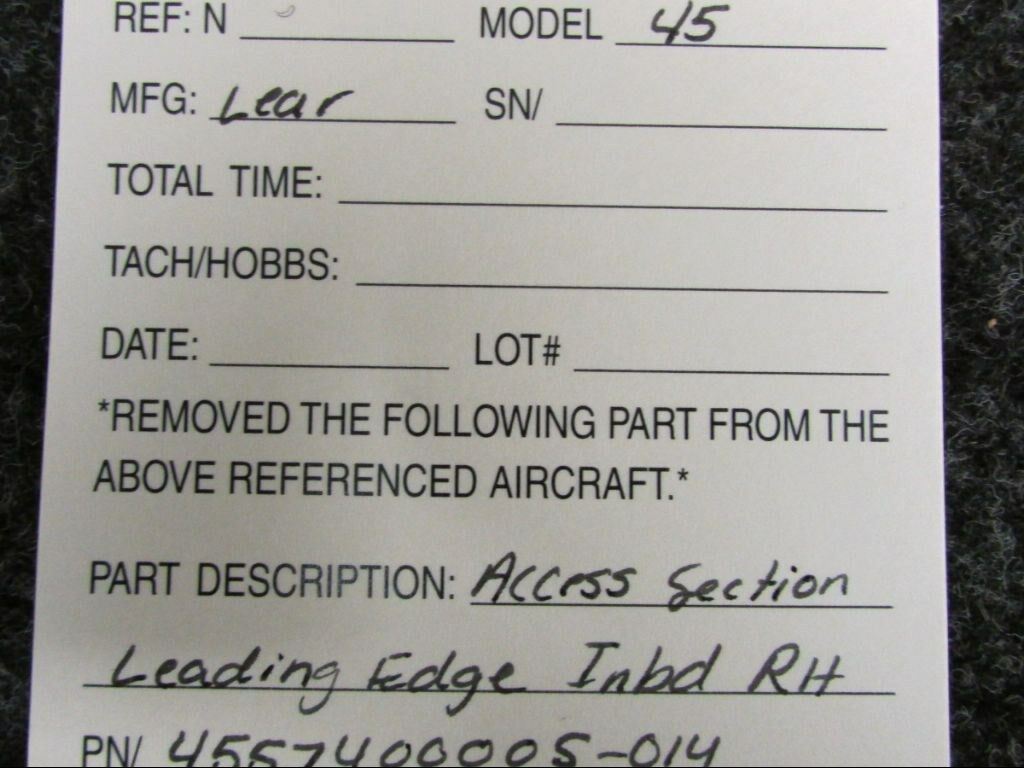 REF: N MODEL 45
MFG: Lear SN/
TOTAL TIME:
TACH/HOBBS:
DATE: LOT#
*REMOVED THE FOLLOWING PART FROM THE
ABOVE REFERENCED AIRCRAFT.*
PART DESCRIPTION: Access Section
Leading Edge Inbd RH
PN/ 4557400005-014